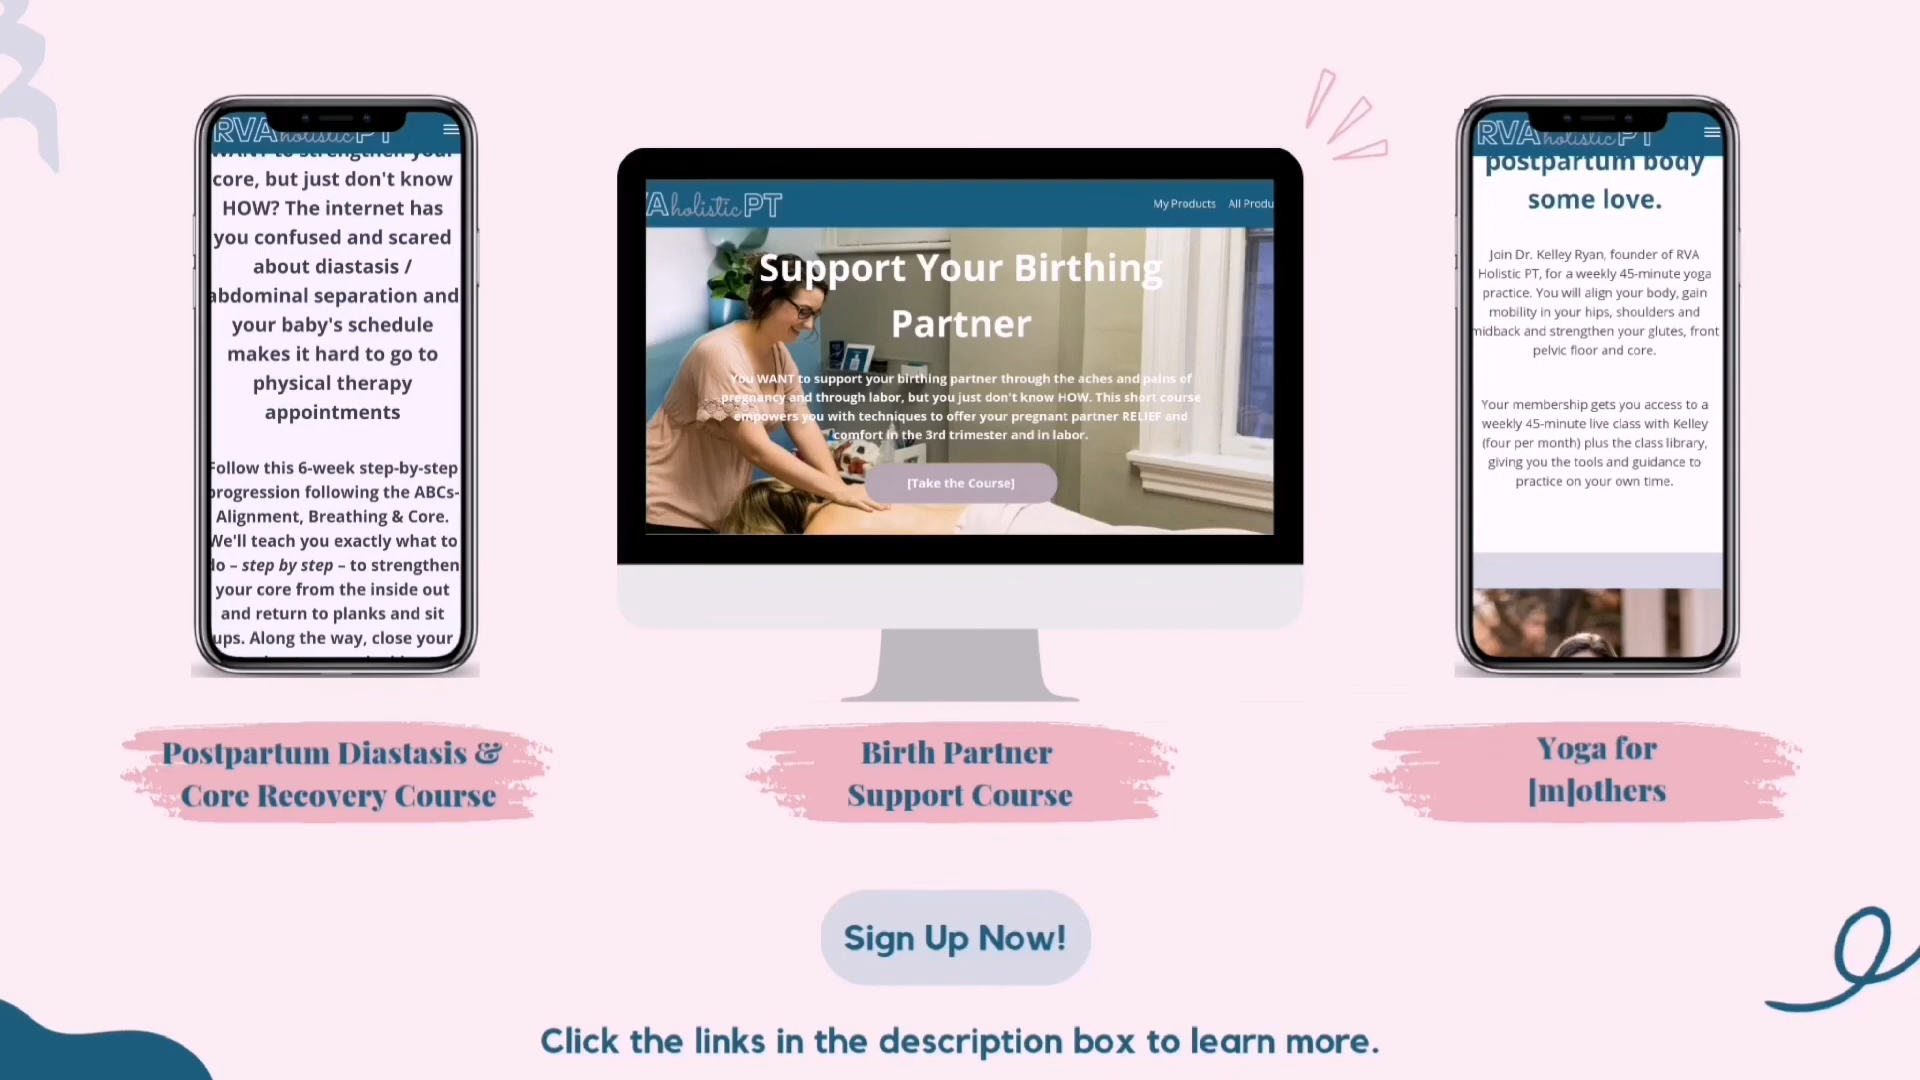 RVA holistic PT
WANT to strengthen your
core, but just don't know
HOW? The internet has
you confused and scared
about diastasis /
abdominal separation and
your baby's schedule
makes it hard to go to
physical therapy
appointments
Follow this 6-week step-by-step
progression following the ABCs-
Alignment, Breathing & Core.
We'll teach you exactly what to
do – step by step – to strengthen
your core from the inside out
and return to planks and sit
ups. Along the way, close your
Postpartum Diastasis &
Core Recovery Course
VA holistic PT
My Products All Produ
Support Your Birthing
Partner
You WANT to support your birthing partner through the aches and pains of
pregnancy and through labor, but you just don't know HOW. This short course
empowers you with techniques to offer your pregnant partner RELIEF and
comfort in the 3rd trimester and in labor.
[Take the Course]
Birth Partner
Support Course
RVA holistic PT
postpartum body
some love.
Join Dr. Kelley Ryan, founder of RVA
Holistic PT, for a weekly 45-minute yoga
practice. You will align your body, gain
mobility in your hips, shoulders and
midback and strengthen your glutes, front
pelvic floor and core.
Your membership gets you access to a
weekly 45-minute live class with Kelley
(four per month) plus the class library,
giving you the tools and guidance to
practice on your own time.
Yoga for
[m]others
Sign Up Now!
Click the links in the description box to learn more.